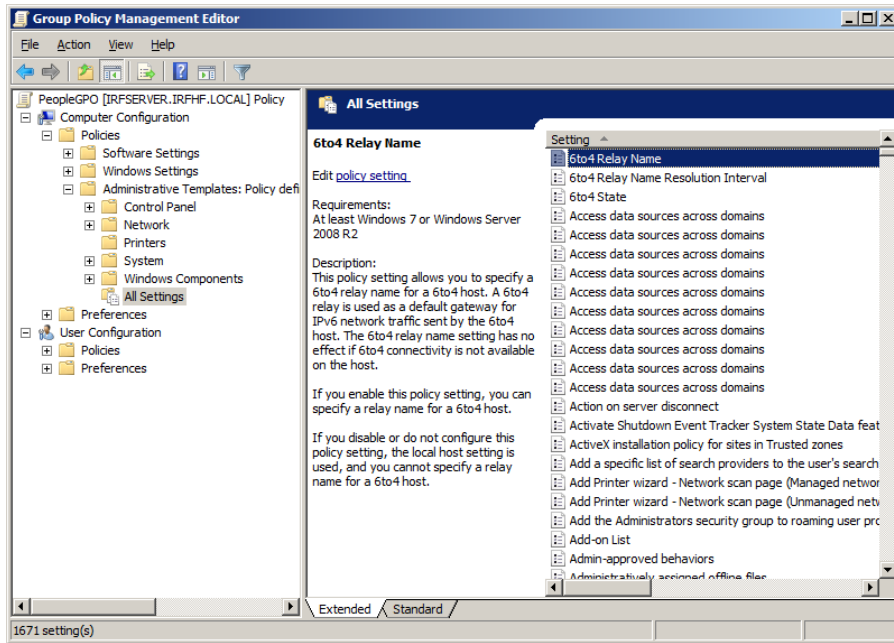 Group Policy Management Editor
File Action View Help
PeopleGPO [IRFSERVER.IRFHF.LOCAL] Policy
Computer Configuration
Policies
Software Settings
Windows Settings
Administrative Templates: Policy defi
Control Panel
Network
Printers
System
Windows Components
All Settings
Preferences
User Configuration
Policies
Preferences
All Settings
6to4 Relay Name
Edit policy setting
Requirements:
At least Windows 7 or Windows Server
2008 R2
Description:
This policy setting allows you to specify a
6to4 relay name for a 6to4 host. A 6to4
relay is used as a default gateway for
IPv6 network traffic sent by the 6to4
host. The 6to4 relay name setting has no
effect if 6to4 connectivity is not available
on the host.
If you enable this policy setting, you can
specify a relay name for a 6to4 host.
If you disable or do not configure this
policy setting, the local host setting is
used, and you cannot specify a relay
name for a 6to4 host.
Setting
6to4 Relay Name
6to4 Relay Name Resolution Interval
6to4 State
Access data sources across domains
Access data sources across domains
Access data sources across domains
Access data sources across domains
Access data sources across domains
Access data sources across domains
Access data sources across domains
Access data sources across domains
Access data sources across domains
Access data sources across domains
Action on server disconnect
Activate Shutdown Event Tracker System State Data feat
ActiveX installation policy for sites in Trusted zones
Add a specific list of search providers to the user's search
Add Printer wizard - Network scan page (Managed networ
Add Printer wizard - Network scan page (Unmanaged netw
Add the Administrators security group to roaming user pro
Add-on List
Admin-approved behaviors
Administratively assigned offline files
Extended Standard
1671 setting(s)